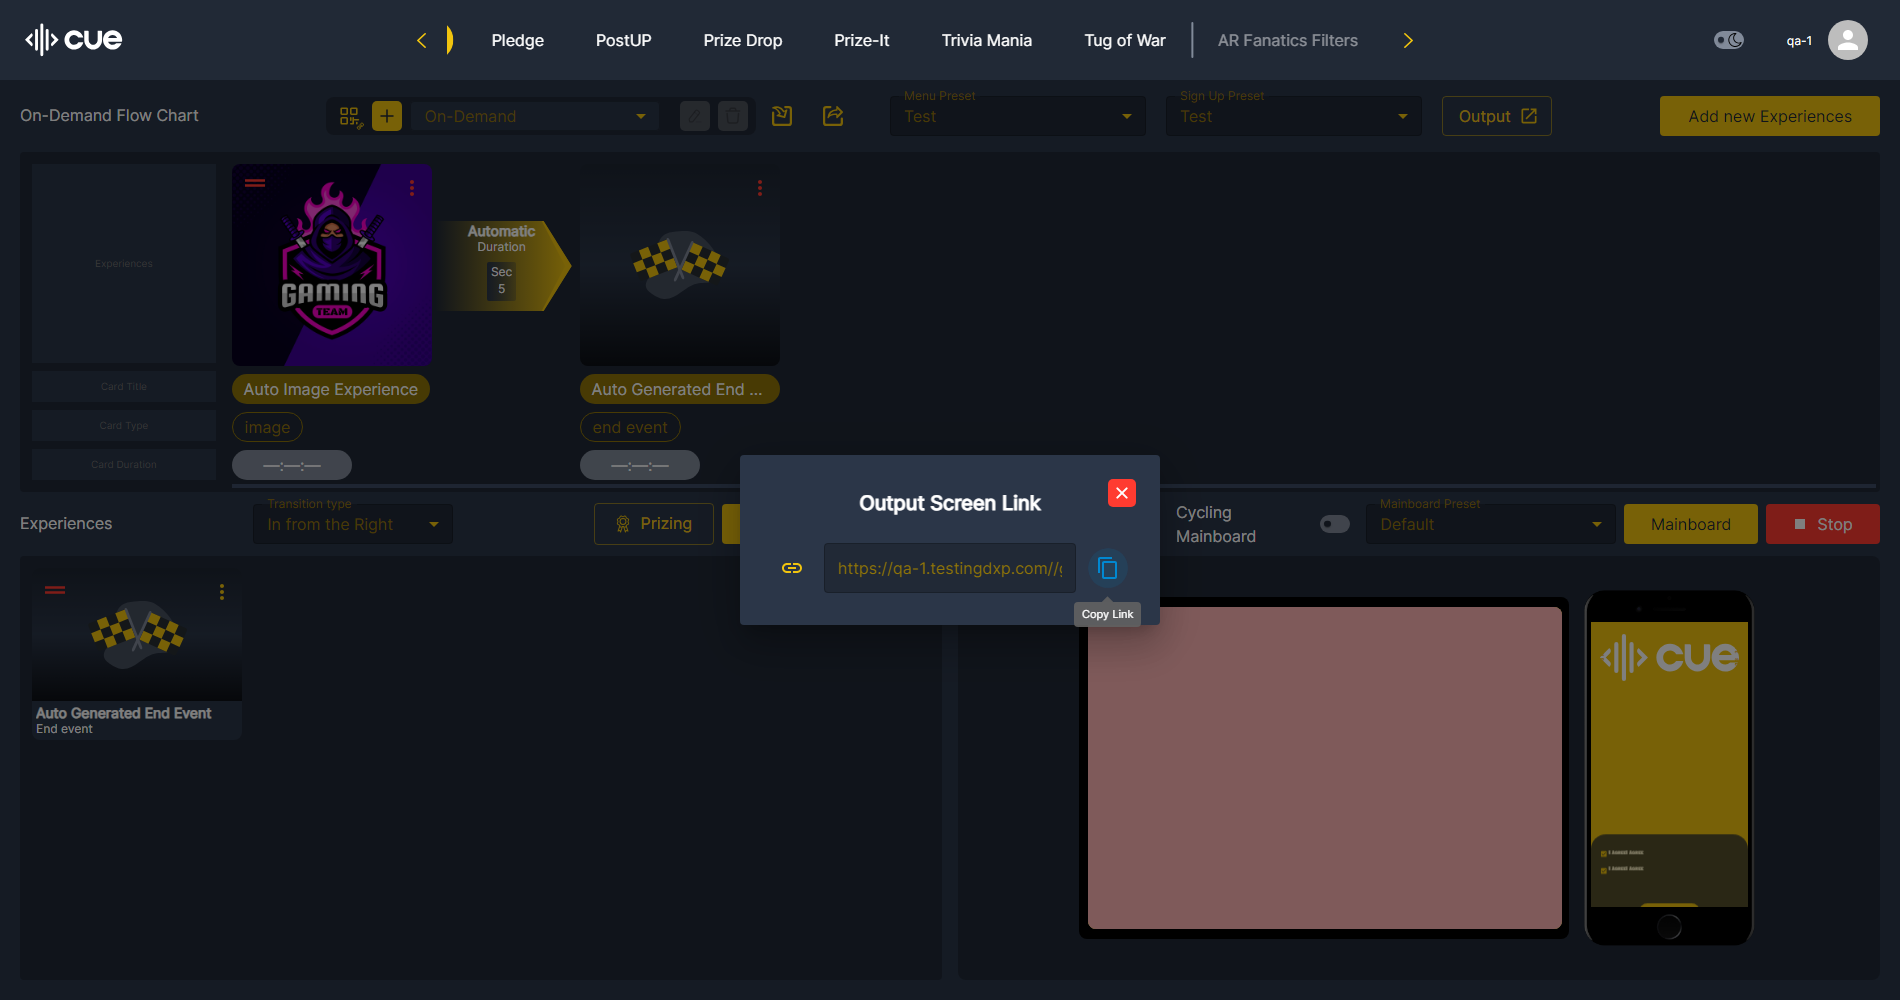 cue
Pledge
PostUP
Prize Drop
Prize-It
Trivia Mania
Tug of War
AR Fanatics Filters
qa-1
On-Demand Flow Chart
On-Demand
Menu Preset
Test
Sign Up Preset
Test
Output
Add new Experiences
Experiences
GAMING
TEAM
Automatic
Duration
Sec
5
Card Title
Auto Image Experience
Auto Generated End ...
Card Type
image
end event
Card Duration
—:—:—
—:—:—
Experiences
Transition type
In from the Right
Prizing
Output Screen Link
https://qa-1.testingdxp.com//g
Copy Link
Cycling
Mainboard
Mainboard Preset
Default
Mainboard
Stop
Auto Generated End Event
End event
cue